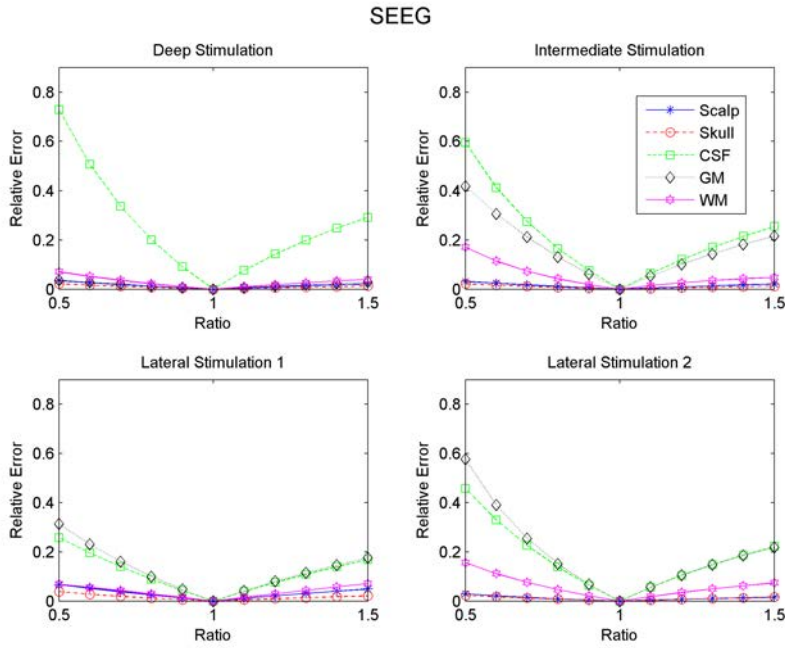 SEEG
Deep Stimulation
0.8
0.6
0.4
0.2
0
0.5
1
1.5
Relative Error
Ratio
Intermediate Stimulation
0.8
0.6
0.4
0.2
0
0.5
1
1.5
Relative Error
Ratio
Scalp
Skull
CSF
GM
WM
Lateral Stimulation 1
0.8
0.6
0.4
0.2
0
0.5
1
1.5
Relative Error
Ratio
Lateral Stimulation 2
0.8
0.6
0.4
0.2
0
0.5
1
1.5
Relative Error
Ratio